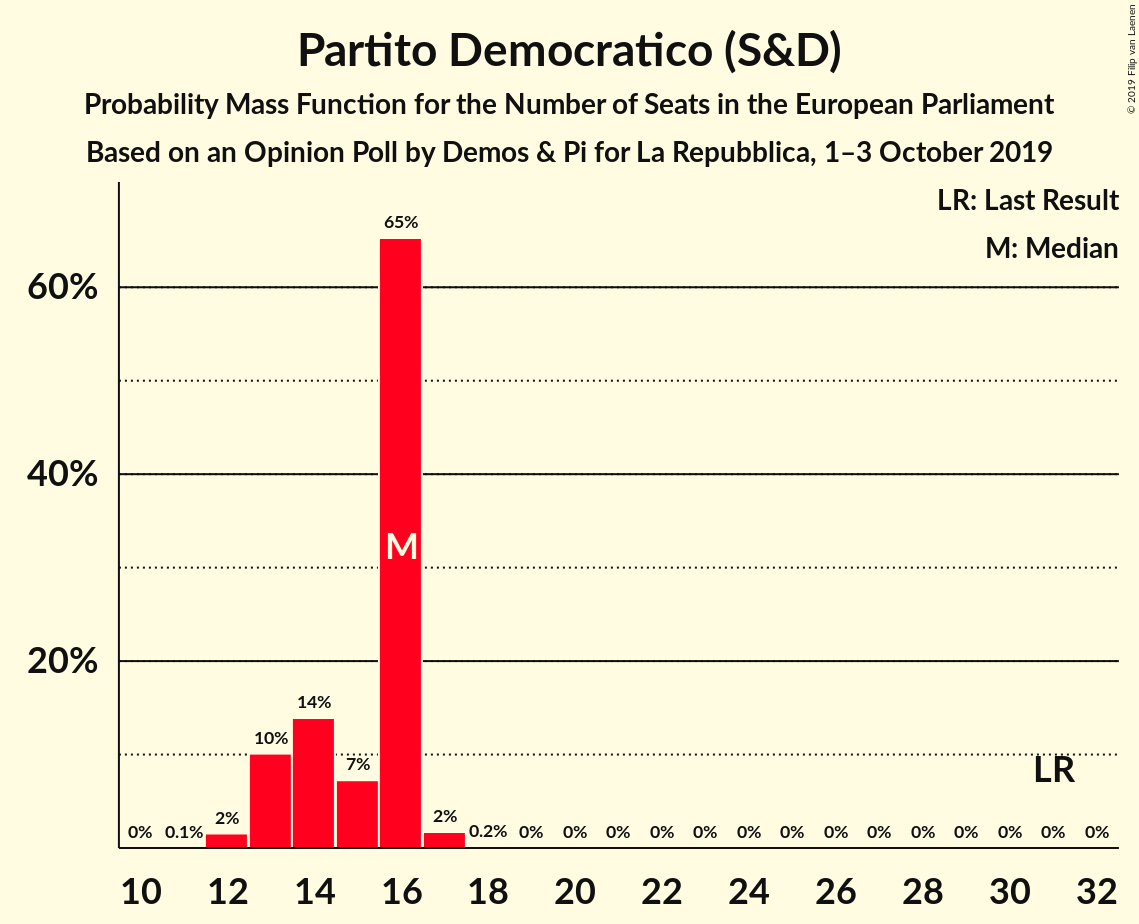 Partito Democratico (S&D)
Probability Mass Function for the Number of Seats in the European Parliament
Based on an Opinion Poll by Demos & Pi for La Repubblica, 1–3 October 2019
© 2019 Filip van Laenen
LR: Last Result
M: Median
60%
40%
20%
65%
M
14%
10%
7%
LR
0% 0.1% 2% 2% 0.2% 0% 0% 0% 0% 0% 0% 0% 0% 0% 0% 0% 0% 0% 0%
10 12 14 16 18 20 22 24 26 28 30 32